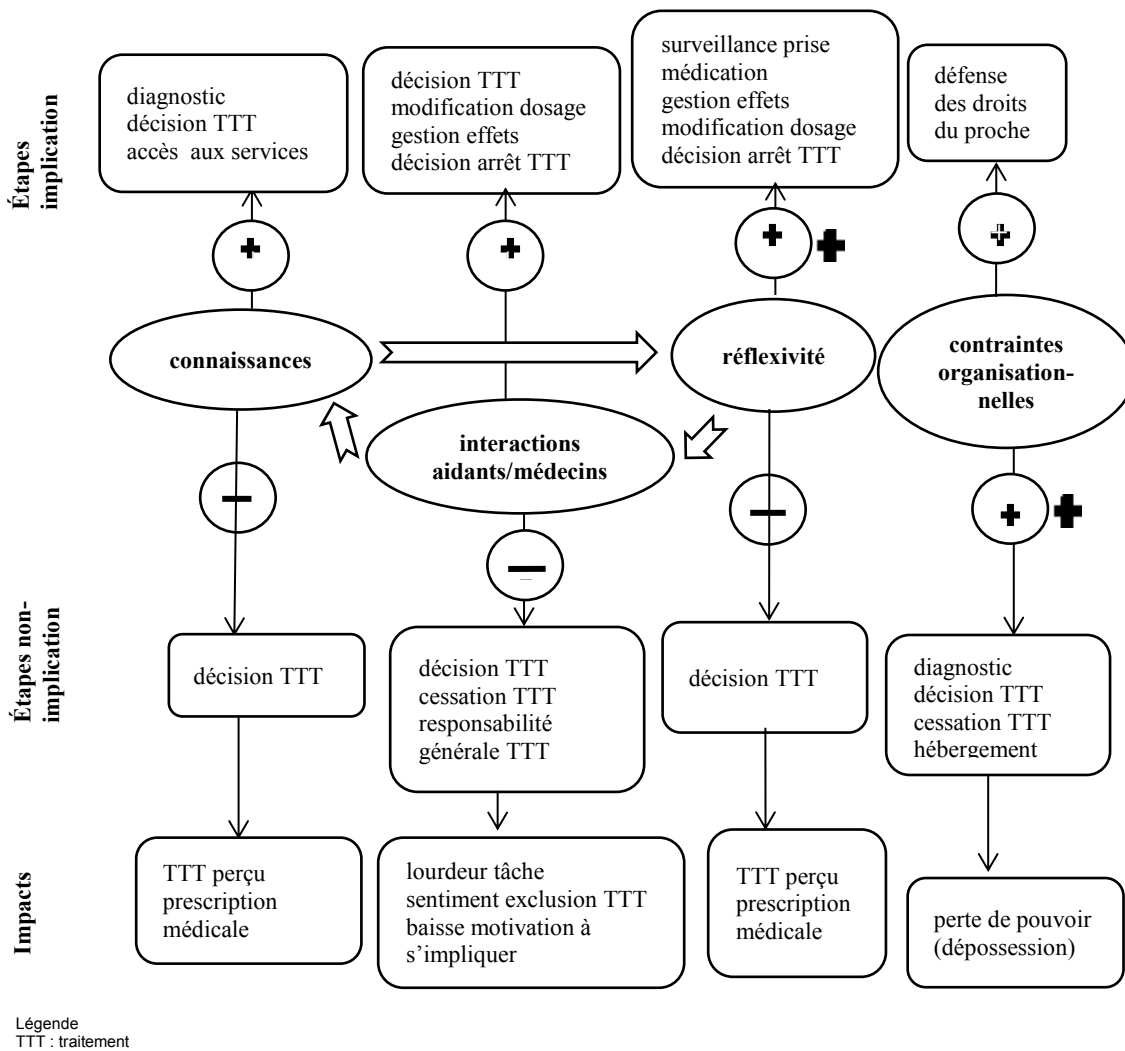 Étapes
implication
diagnostic
décision TTT
accès aux services
décision TTT
modification dosage
gestion effets
décision arrêt TTT
surveillance prise
médication
gestion effets
modification dosage
décision arrêt TTT
défense
des droits
du proche
+
+
+ +
+
connaissances
interactions
aidants/médecins
réflexivité
contraintes
organisation-
nelles
–
–
–
+ +
Étapes non-
implication
décision TTT
décision TTT
cessation TTT
responsabilité
générale TTT
décision TTT
diagnostic
décision TTT
cessation TTT
hébergement
Impacts
TTT perçu
prescription
médicale
lourdeur tâche
sentiment exclusion TTT
baisse motivation à
s'impliquer
TTT perçu
prescription
médicale
perte de pouvoir
(dépossession)
Légende
TTT : traitement